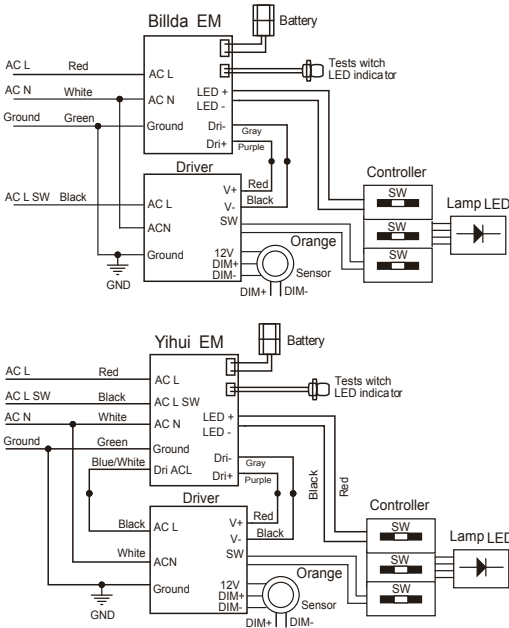 Billda EM
Battery
AC L Red AC L
Tests witch
LED indicator
AC N White AC N
LED +
LED -
Ground Green Ground
Dri- Gray
Dri+ Purple
Driver
Controller
V+ Red
SW
Lamp LED
AC L SW Black AC L
V- Black
SW
SW
ACN
Orange
SW
Ground
12V
DIM+
DIM-
Sensor
GND
DIM+ DIM-
Yihui EM
Battery
AC L Red AC L
Tests witch
LED indicator
AC L SW Black AC L SW
AC N White AC N
LED +
LED -
Ground Green Ground
Blue/White Dri ACL
Dri- Gray
Dri+ Purple
Black
Red
Driver
Controller
Black AC L
V+ Red
V- Black
SW
Lamp LED
White ACN
SW
SW
Orange
SW
Ground
12V
DIM+
DIM-
Sensor
GND
DIM+ DIM-